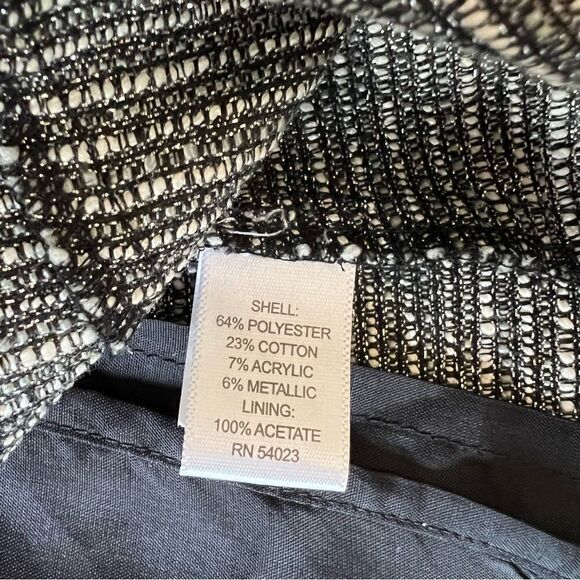 SHELL:
64% POLYESTER
23% COTTON
7% ACRYLIC
6% METALLIC
LINING:
100% ACETATE
RN 54023